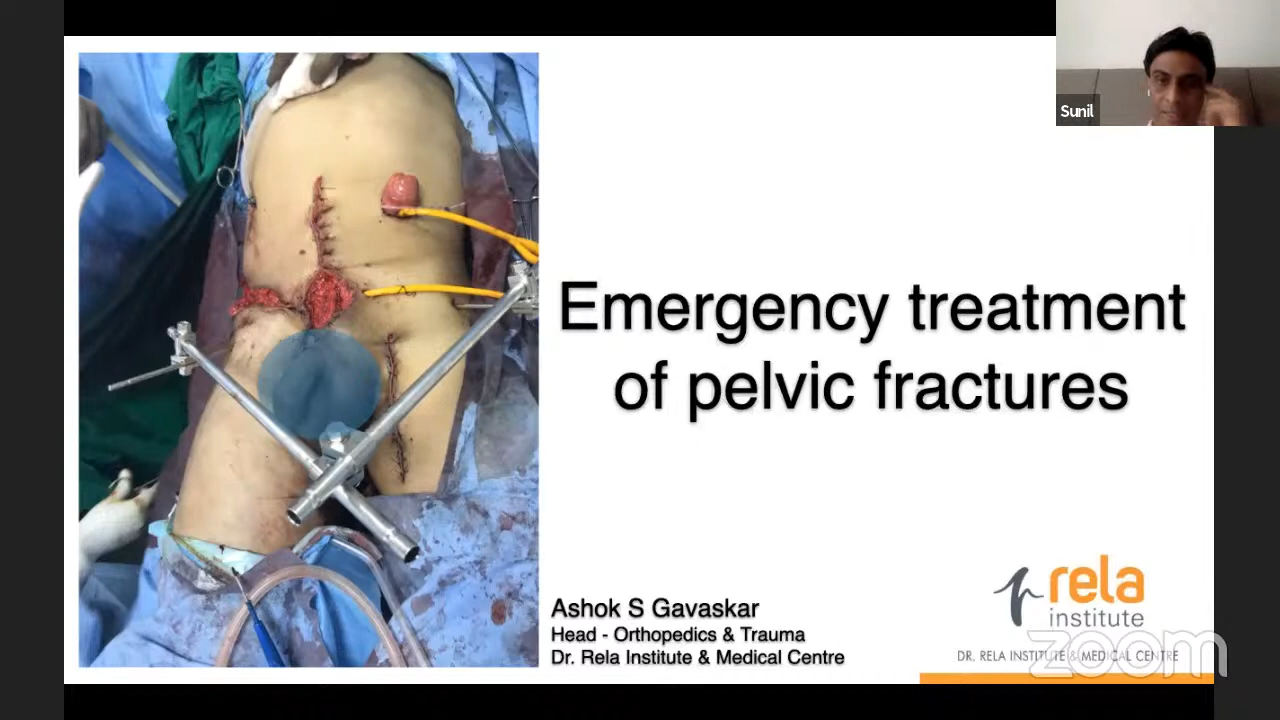 Sunil
Emergency treatment
of pelvic fractures
Ashok S Gavaskar
Head - Orthopedics & Trauma
Dr. Rela Institute & Medical Centre
rela
institute
DR. RELA INSTITUTE & MEDICAL CENTRE
zoom